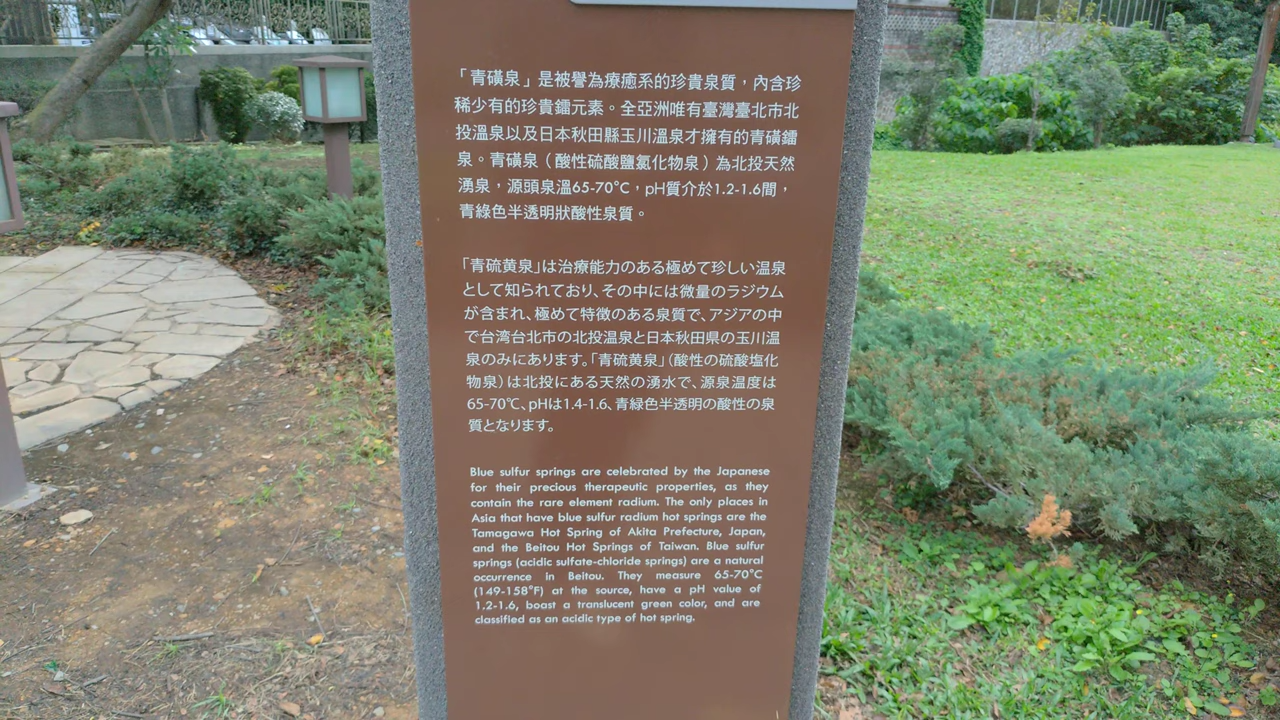 「青磺泉」是被譽為療癒系的珍貴泉質，內含珍
稀少有的珍貴鐳元素。全亞洲唯有臺灣臺北市北
投溫泉以及日本秋田縣玉川溫泉才擁有的青磺鐳
泉。青磺泉（酸性硫酸鹽氯化物泉）為北投天然
湧泉，源頭泉溫65-70°C，pH質介於1.2-1.6間，
青綠色半透明狀酸性泉質。
「青硫黄泉」は治療能力のある極めて珍しい温泉
として知られており、その中には微量のラジウム
が含まれ、極めて特徴のある泉質で、アジアの中
で台湾台北市の北投温泉と日本秋田県の玉川温
泉のみにあります。「青硫黄泉」（酸性の硫酸塩化
物泉）は北投にある天然の湧水で、源泉温度は
65-70℃、pHは1.4-1.6、青緑色半透明の酸性の泉
質となります。
Blue sulfur springs are celebrated by the Japanese
for their precious therapeutic properties, as they
contain the rare element radium. The only places in
Asia that have blue sulfur radium hot springs are the
Tamagawa Hot Spring of Akita Prefecture, Japan,
and the Beitou Hot Springs of Taiwan. Blue sulfur
springs (acidic sulfate-chloride springs) are a natural
occurrence in Beitou. They measure 65-70°C
(149-158°F) at the source, have a pH value of
1.2-1.6, boast a translucent green color, and are
classified as an acidic type of hot spring.